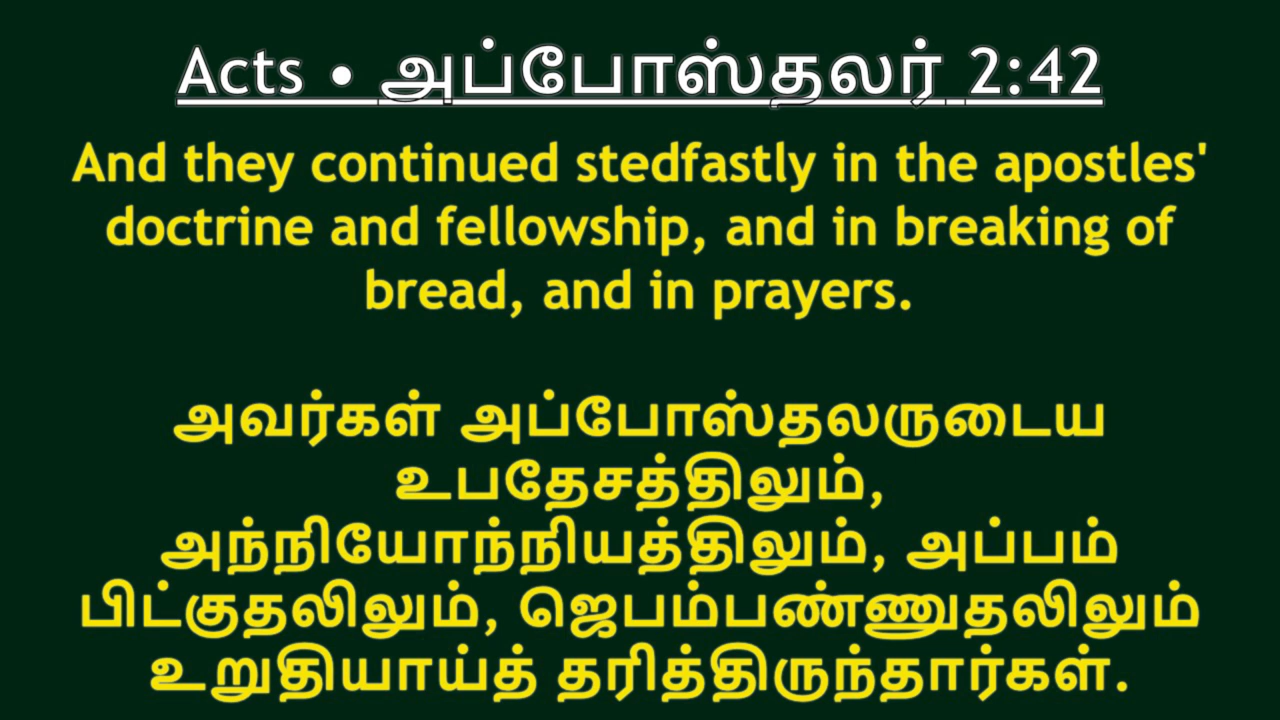 Acts • அப்போஸ்தலர் 2:42
And they continued stedfastly in the apostles'
doctrine and fellowship, and in breaking of
bread, and in prayers.
அவர்கள் அப்போஸ்தலருடைய
உபதேசத்திலும்,
அந்நியோந்நியத்திலும், அப்பம்
பிட்குதலிலும், ஜெபம்பண்ணுதலிலும்
உறுதியாய்த் தரித்திருந்தார்கள்.